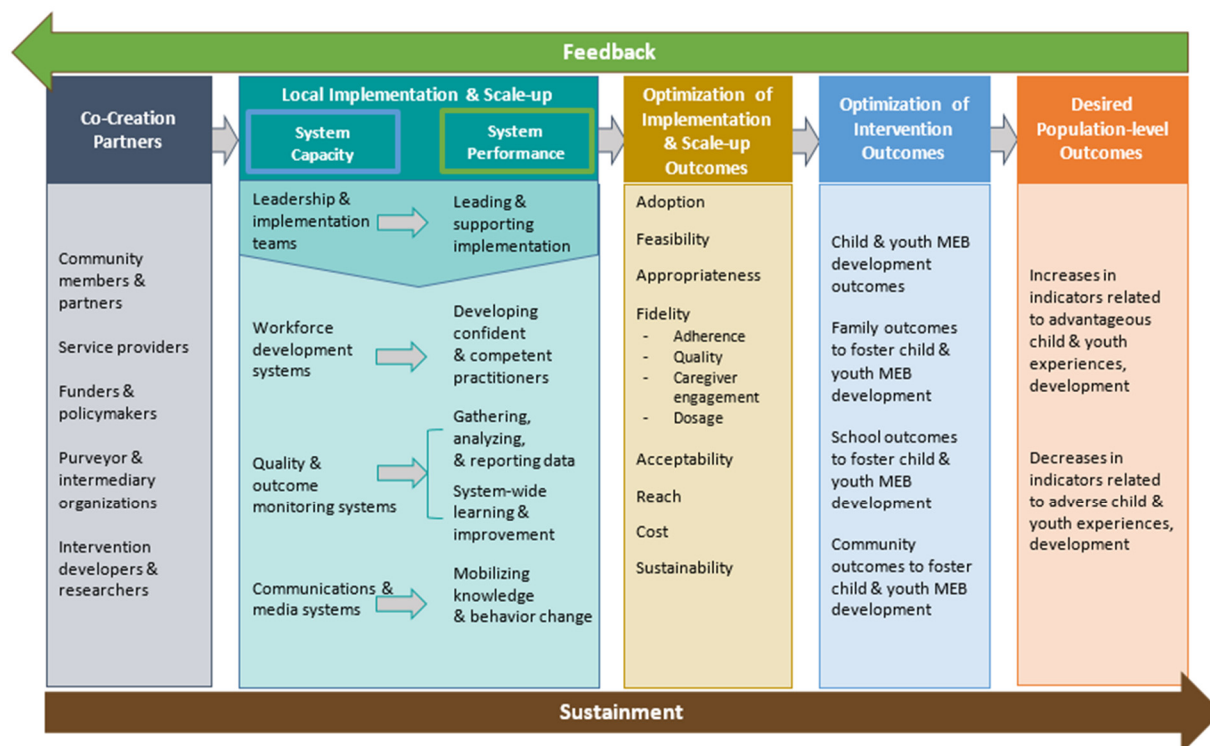 Feedback
Co-Creation
Partners
Local Implementation & Scale-up
System
Capacity
System
Performance
Optimization of
Implementation
& Scale-up
Outcomes
Optimization of
Intervention
Outcomes
Desired
Population-level
Outcomes
Community
members &
partners
Service providers
Funders &
policymakers
Purveyor &
intermediary
organizations
Intervention
developers &
researchers
Leadership &
implementation
teams
Leading &
supporting
implementation
Workforce
development
systems
Developing
confident
& competent
practitioners
Quality &
outcome
monitoring systems
Gathering,
analyzing,
& reporting data
System-wide
learning &
improvement
Communications &
media systems
Mobilizing
knowledge
& behavior change
Adoption
Feasibility
Appropriateness
Fidelity
- Adherence
- Quality
- Caregiver
engagement
- Dosage
Acceptability
Reach
Cost
Sustainability
Child & youth MEB
development
outcomes
Family outcomes
to foster child &
youth MEB
development
School outcomes
to foster child &
youth MEB
development
Community
outcomes to foster
child & youth MEB
development
Increases in
indicators related
to advantageous
child & youth
experiences,
development
Decreases in
indicators related
to adverse child &
youth experiences,
development
Sustainment